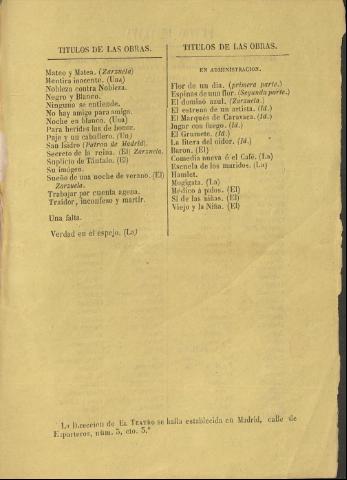 TITULOS DE LAS OBRAS.
Mateo y Matea. (Zarzuela)
Mentira inocente. (Una)
Nobleza contra Nobleza.
Negro y Blanco.
Ninguno se entiende.
No hay amigo para amigo.
Noche en blanco. (Una)
Para heridas las de honor.
Paje y un caballero. (Un)
San Isidro (Patron de Madrid).
Secreto de la reina. (El) Zarzuela.
Suplicio de Tántalo. (El)
Su imágen.
Sueño de una noche de verano. (El)
Zarzuela.
Trabajar por cuenta agena.
Traidor, inconfeso y martir.
Una falta.
Verdad en el espejo. (La)
TITULOS DE LAS OBRAS.
EN ADMINISTRACION.
Flor de un dia. (primera parte.)
Espinas de una flor. (Segunda parte.)
El dominó azul. (Zarzuela.)
El estreno de un artista. (Id.)
El Marqués de Caravaca. (Id.)
Jugar con fuego. (Id.)
El Grumete. (Id.)
La litera del oidor. (Id.)
Baron. (El)
Comedia nueva ó el Café. (La)
Escuela de los maridos. (La)
Hamlet.
Mogigata. (La)
Médico á palos. (El)
Si de las niñas. (El)
Viejo y la Niña. (El)
La Direccion de EL TEATRO se halla establecida en Madrid, calle de
Esparteros, núm. 5, cto. 3.º